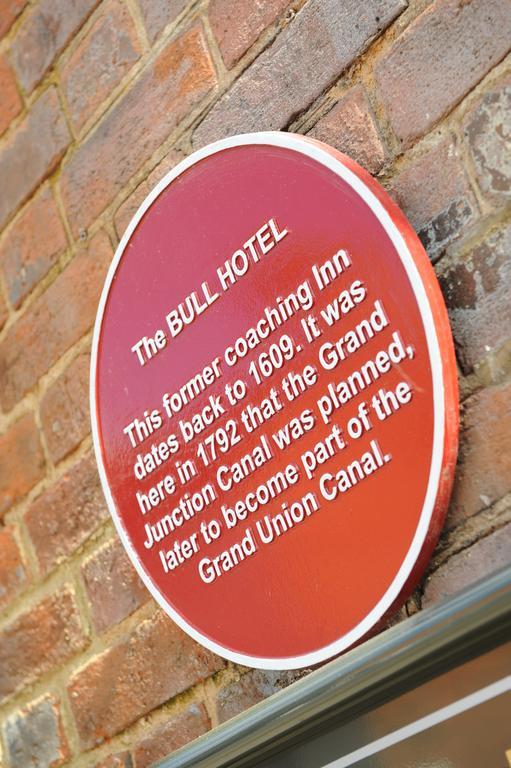 The BULL HOTEL
This former coaching Inn
dates back to 1609. It was
here in 1792 that the Grand
Junction Canal was planned,
later to become part of the
Grand Union Canal.